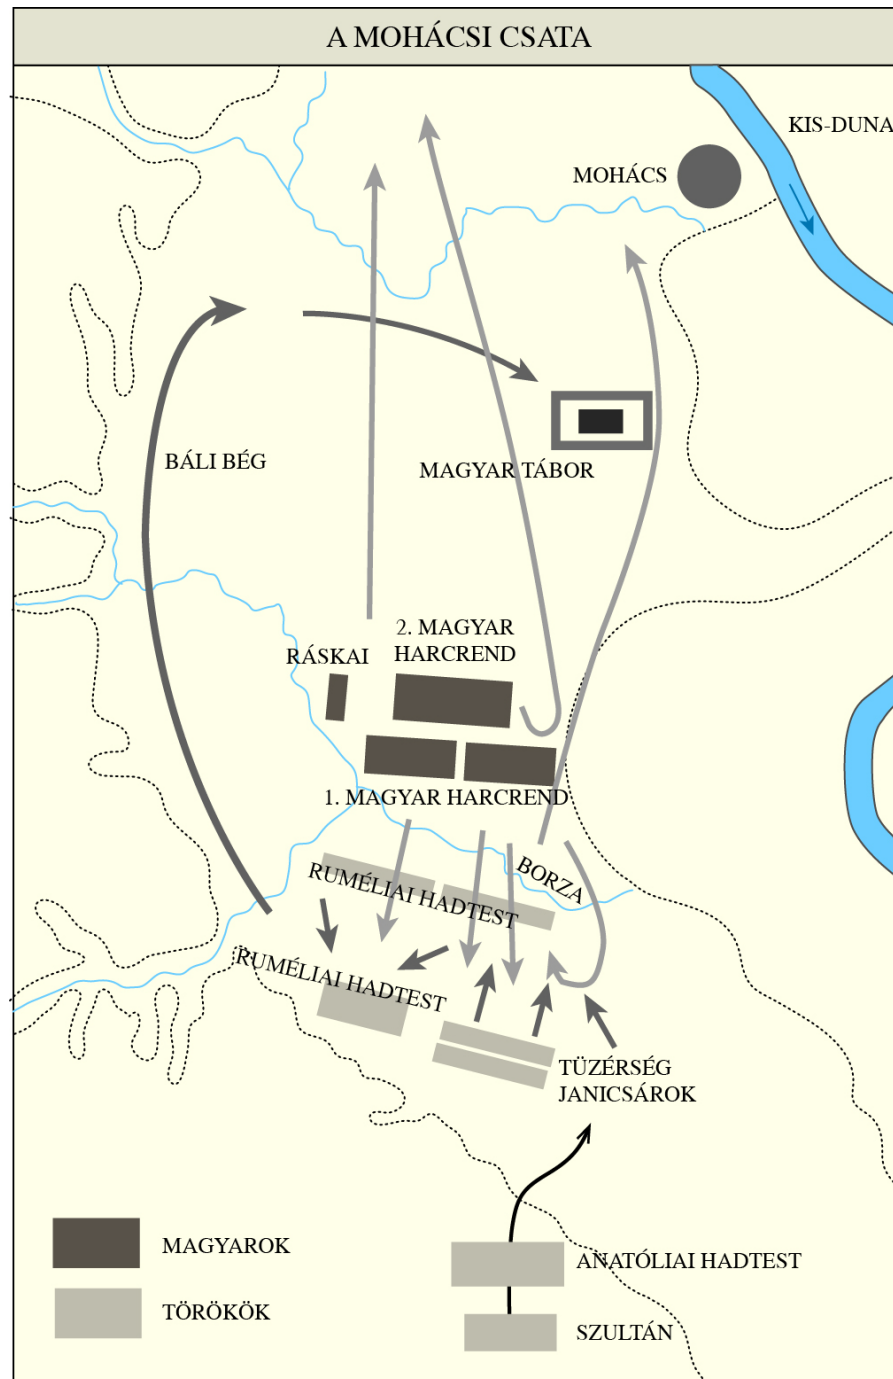 A MOHÁCSI CSATA
KIS-DUNA
MOHÁCS
BÁLI BÉG
MAGYAR TÁBOR
2. MAGYAR
HARCREND
RÁSKAI
1. MAGYAR HARCREND
BORZA
RUMÉLIAI HADTEST
RUMÉLIAI HADTEST
TÜZÉRSÉG
JANICSÁROK
MAGYAROK
TÖRÖKÖK
ANATÓLIAI HADTEST
SZULTÁN